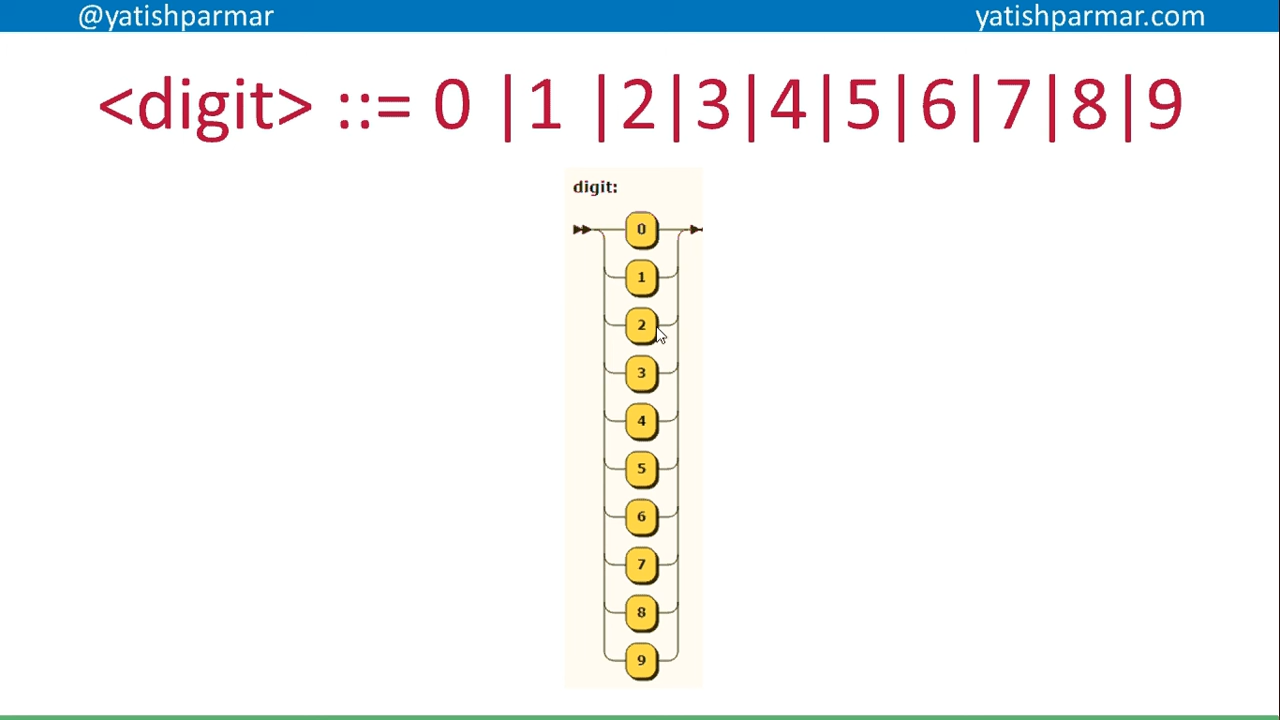 @yatishparmar
yatishparmar.com
<digit> ::= 0 |1 |2|3|4|5|6|7|8|9
digit:
0
1
2
3
4
5
6
7
8
9